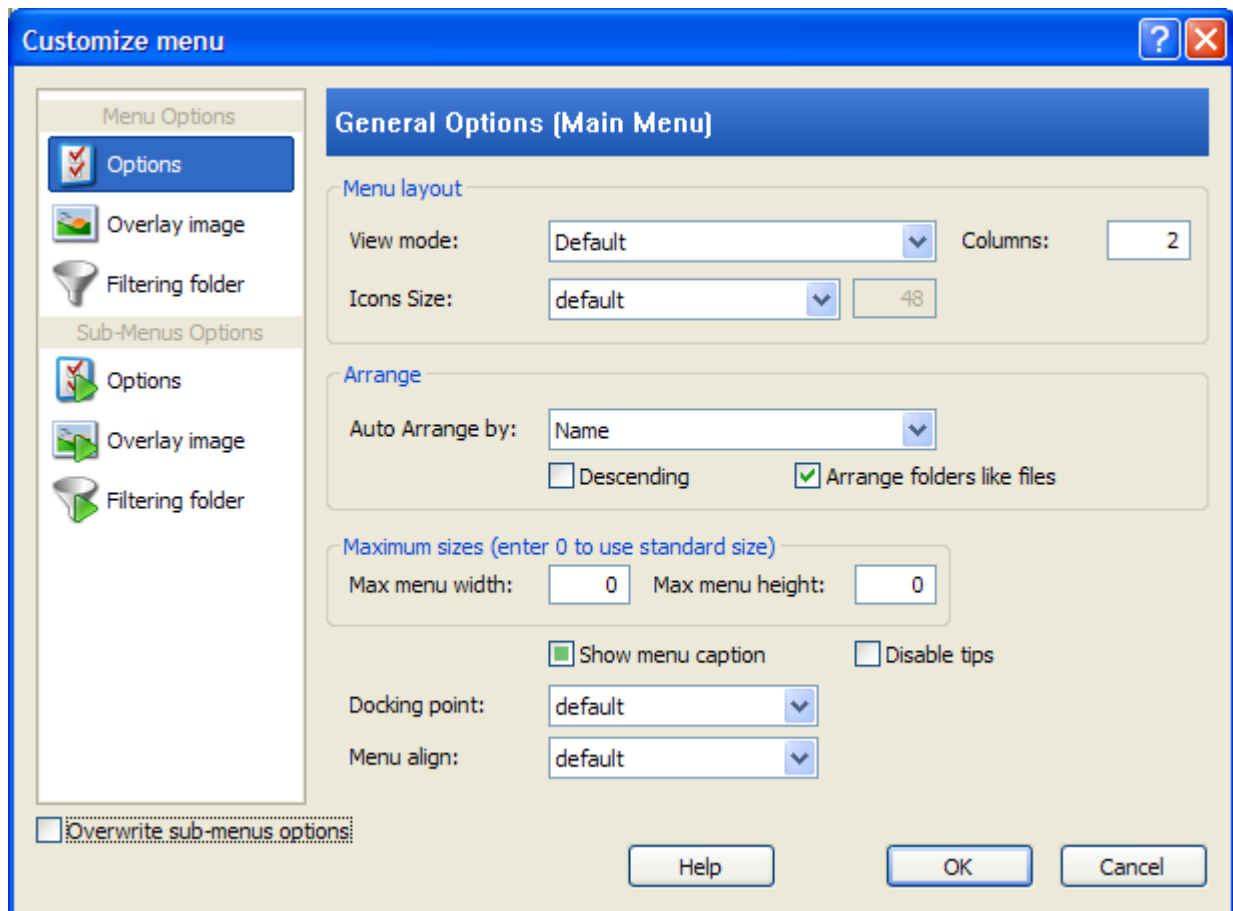 Customize menu
Menu Options
Options
Overlay image
Filtering folder
Sub-Menus Options
Options
Overlay image
Filtering folder
Overwrite sub-menus options
General Options (Main Menu)
Menu layout
View mode: Default Columns: 2
Icons Size: default 48
Arrange
Auto Arrange by: Name
Descending Arrange folders like files
Maximum sizes (enter 0 to use standard size)
Max menu width: 0 Max menu height: 0
Show menu caption Disable tips
Docking point: default
Menu align: default
Help OK Cancel